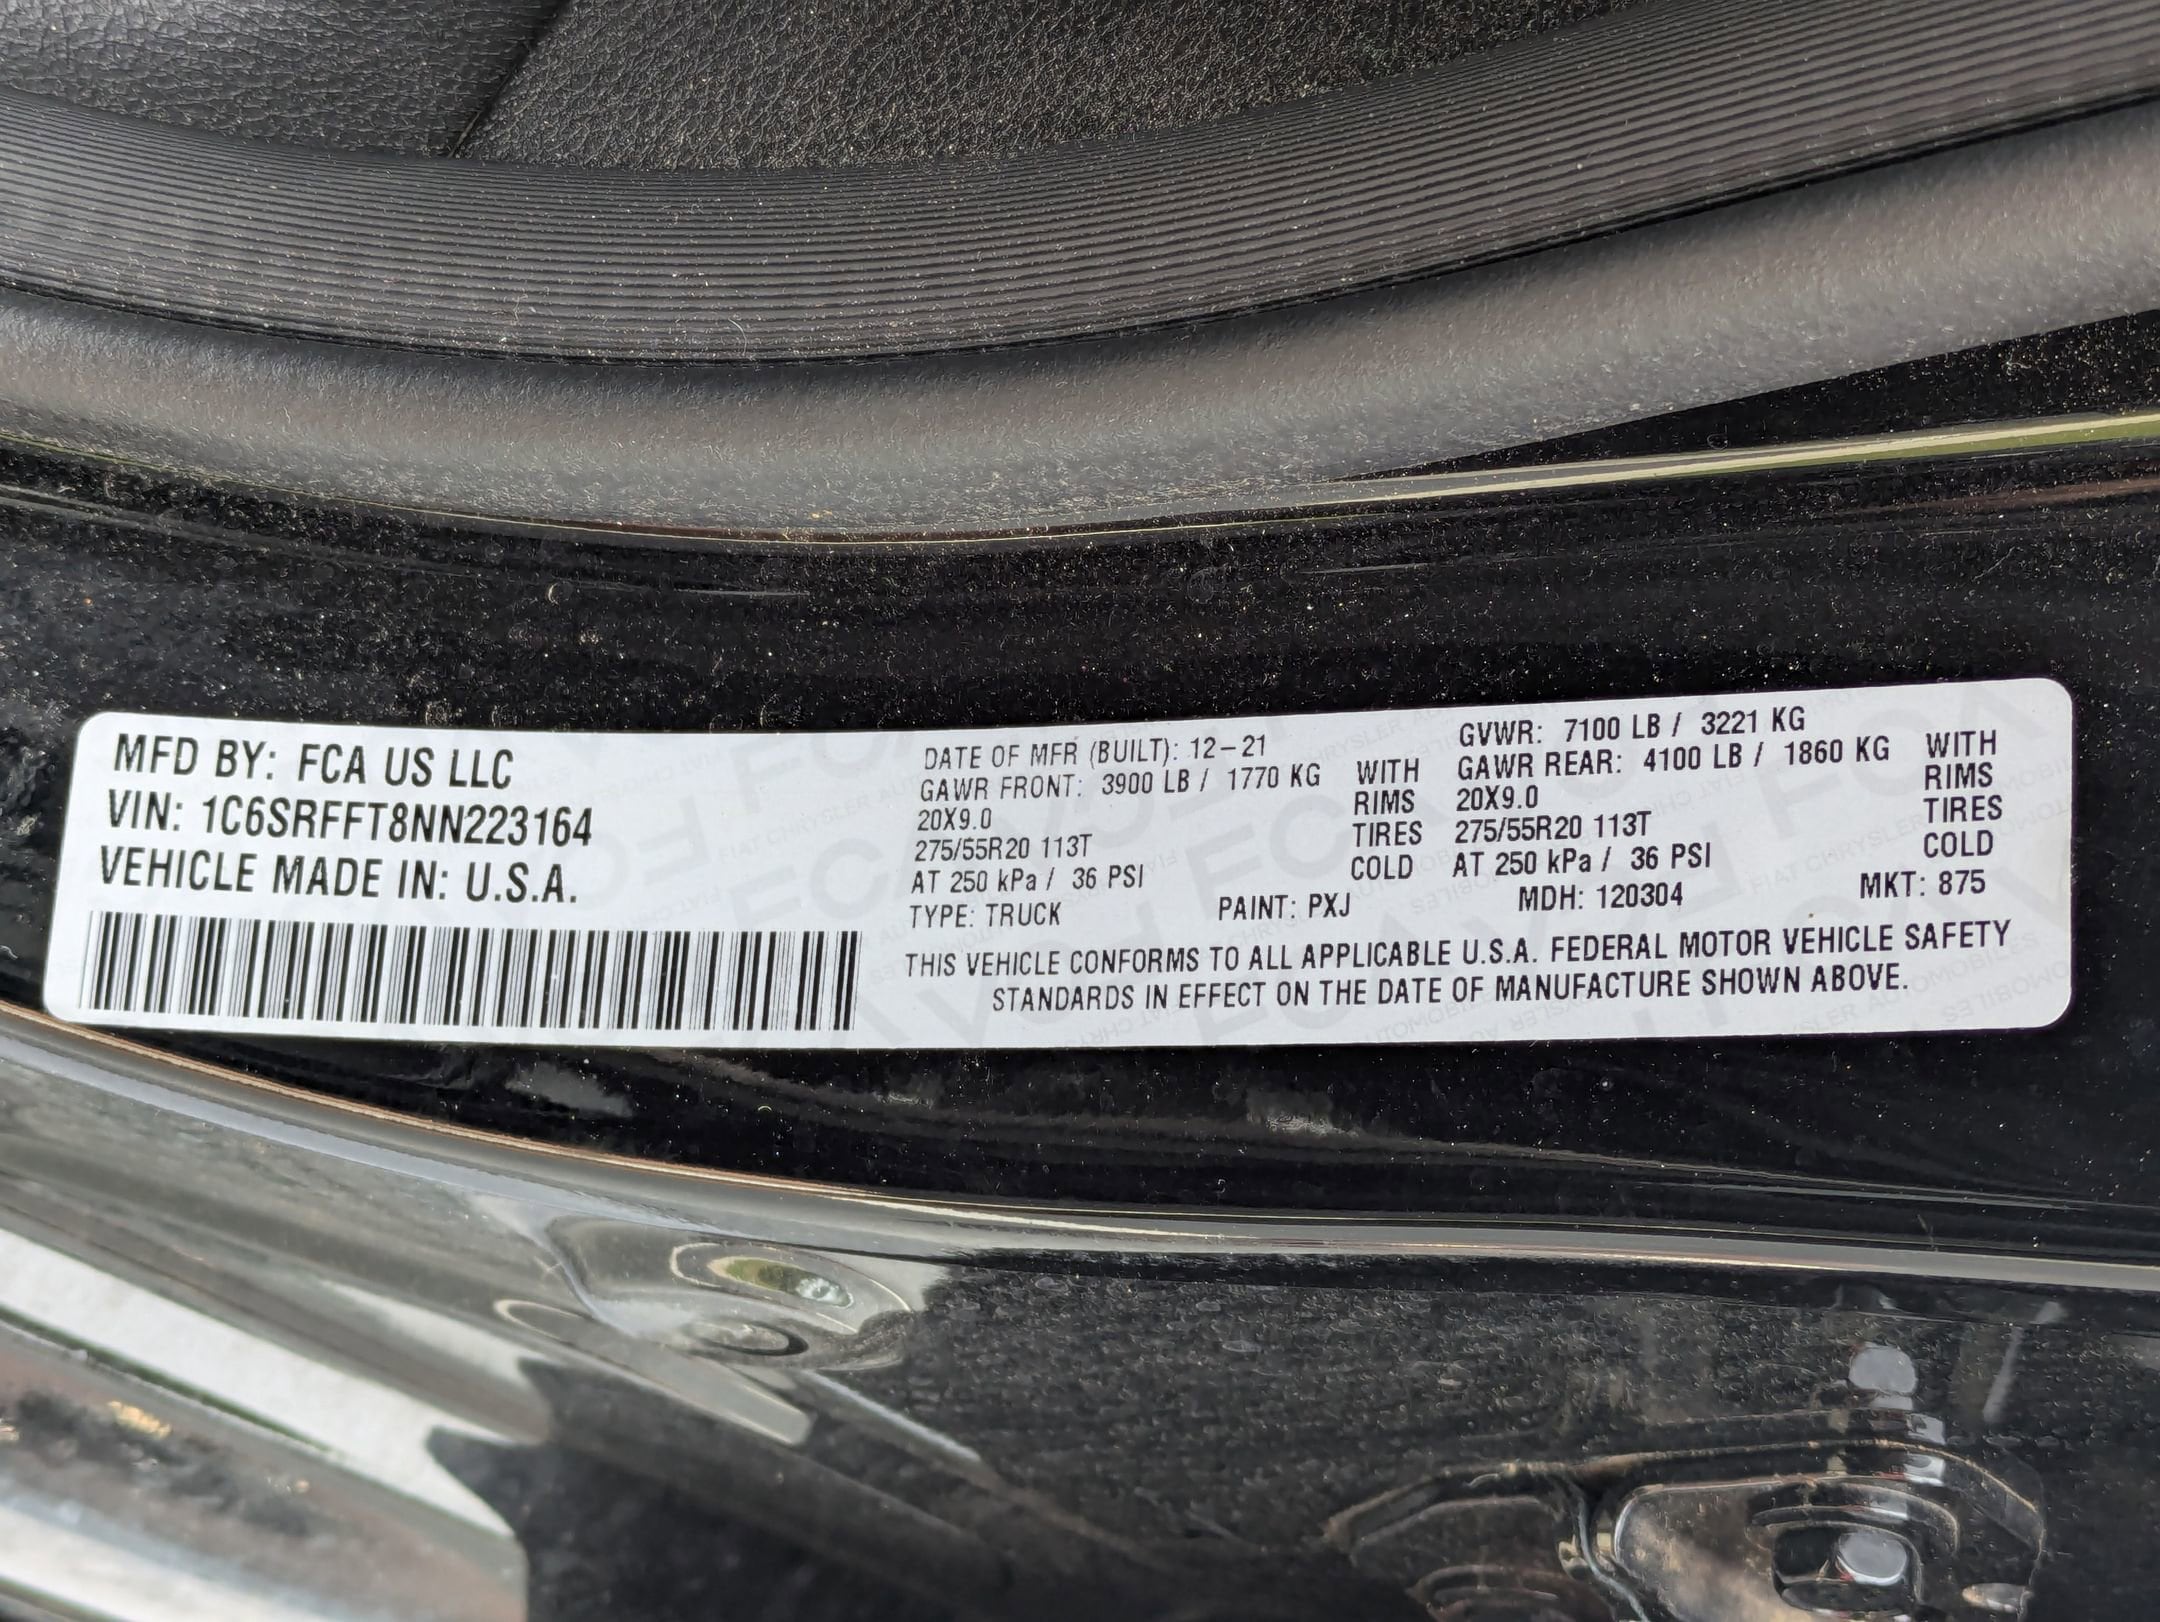 MFD BY: FCA US LLC
VIN: 1C6SRFFT8NN223164
VEHICLE MADE IN: U.S.A.
DATE OF MFR (BUILT): 12-21
GAWR FRONT: 3900 LB / 1770 KG WITH
20X9.0 RIMS
275/55R20 113T TIRES
AT 250 kPa / 36 PSI COLD
GVWR: 7100 LB / 3221 KG
GAWR REAR: 4100 LB / 1860 KG WITH
20X9.0 RIMS
275/55R20 113T TIRES
AT 250 kPa / 36 PSI COLD
TYPE: TRUCK PAINT: PXJ MDH: 120304 MKT: 875
THIS VEHICLE CONFORMS TO ALL APPLICABLE U.S.A. FEDERAL MOTOR VEHICLE SAFETY
STANDARDS IN EFFECT ON THE DATE OF MANUFACTURE SHOWN ABOVE.